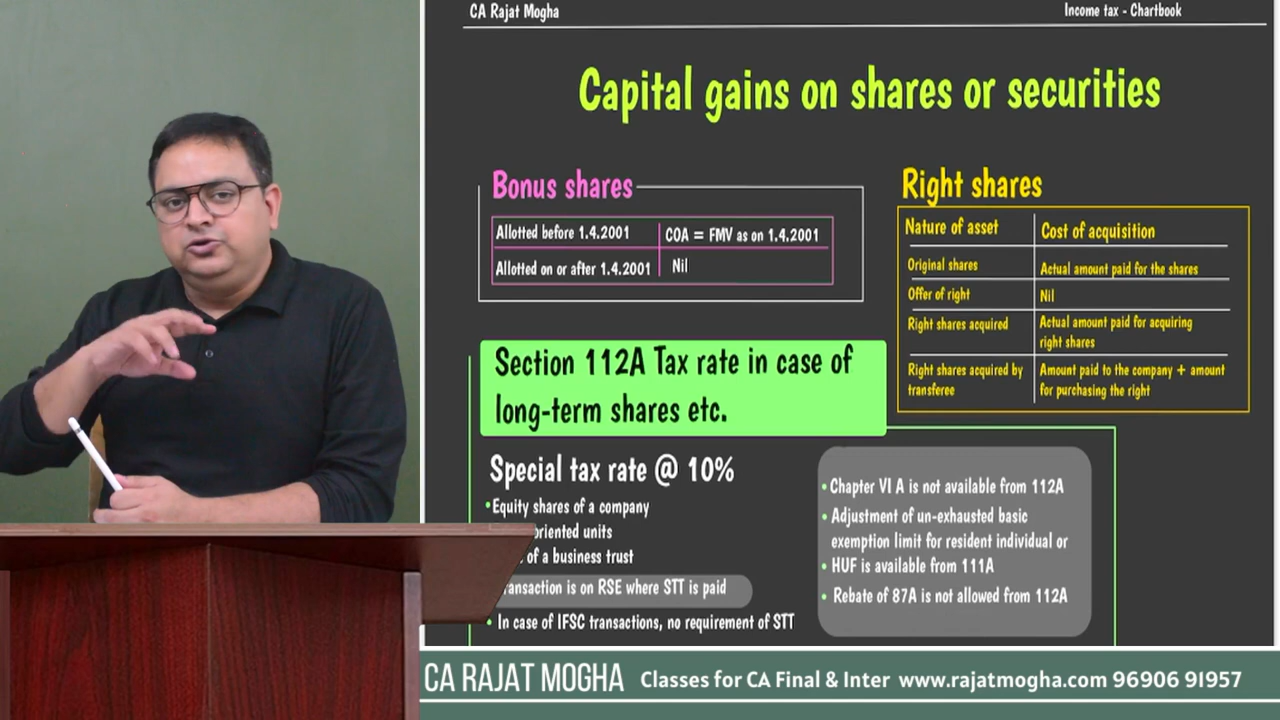 CA Rajat Mogha
Income tax - Chartbook
Capital gains on shares or securities
Bonus shares
Allotted before 1.4.2001
COA = FMV as on 1.4.2001
Allotted on or after 1.4.2001
Nil
Right shares
Nature of asset
Cost of acquisition
Original shares
Actual amount paid for the shares
Offer of right
Nil
Right shares acquired
Actual amount paid for acquiring
right shares
Right shares acquired by
transferee
Amount paid to the company + amount
for purchasing the right
Section 112A Tax rate in case of
long-term shares etc.
Special tax rate @ 10%
•Equity shares of a company
oriented units
of a business trust
ransaction is on RSE where STT is paid
• In case of IFSC transactions, no requirement of STT
•Chapter VI A is not available from 112A
• Adjustment of un-exhausted basic
exemption limit for resident individual or
• HUF is available from 111A
• Rebate of 87A is not allowed from 112A
CA RAJAT MOGHA Classes for CA Final & Inter www.rajatmogha.com 96906 91957